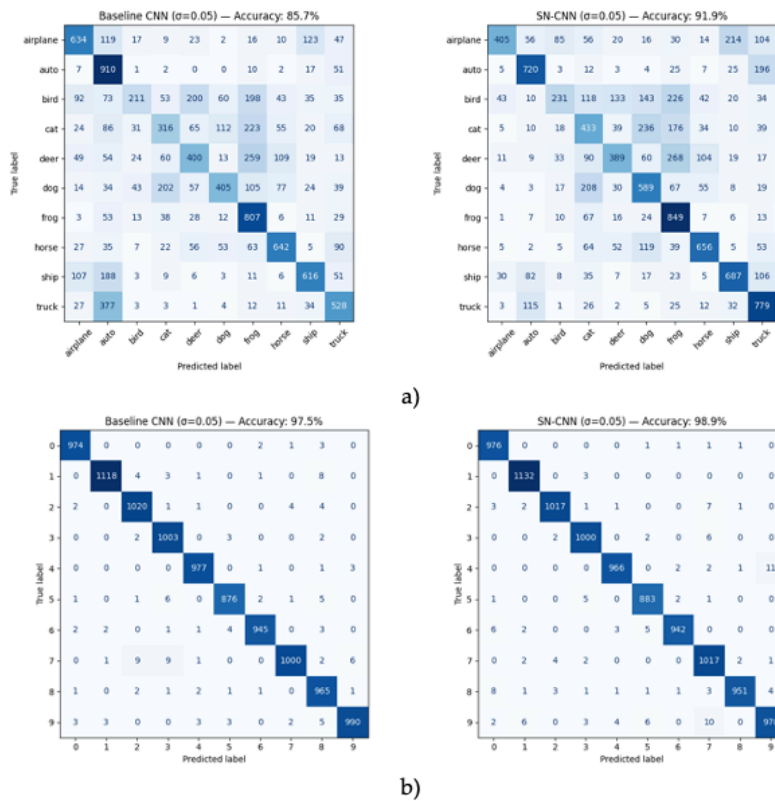 Baseline CNN (σ=0.05) — Accuracy: 85.7%
airplane 634 119 17 9 23 2 16 10 123 47
auto 7 910 1 2 0 0 10 2 17 51
bird 92 73 211 53 200 60 198 43 35 35
cat 24 86 31 316 65 112 223 55 20 68
deer 49 54 24 60 400 13 259 109 19 13
dog 14 34 43 202 57 405 105 77 24 39
frog 3 53 13 38 28 12 807 6 11 29
horse 27 35 7 22 56 53 63 642 5 90
ship 107 188 3 9 6 3 11 6 616 51
truck 27 377 3 3 1 4 12 11 34 528
True label
airplane auto bird cat deer dog frog horse ship truck
Predicted label
SN-CNN (σ=0.05) — Accuracy: 91.9%
airplane 405 56 85 56 20 16 30 14 214 104
auto 5 720 3 12 3 4 25 7 25 196
bird 43 10 231 118 133 143 226 42 20 34
cat 5 10 18 433 39 236 176 34 10 39
deer 11 9 33 90 389 60 268 104 19 17
dog 4 3 17 208 30 589 67 55 8 19
frog 1 7 10 67 16 24 849 7 6 13
horse 5 2 5 64 52 119 39 656 5 53
ship 30 82 8 35 7 17 23 5 687 106
truck 3 115 1 26 2 5 25 12 32 779
True label
airplane auto bird cat deer dog frog horse ship truck
Predicted label
a)
Baseline CNN (σ=0.05) — Accuracy: 97.5%
0 974 0 0 0 0 0 2 1 3 0
1 0 1118 4 3 1 0 1 0 8 0
2 2 0 1020 1 1 0 0 4 4 0
3 0 0 2 1003 0 3 0 0 2 0
4 0 0 0 0 977 0 1 0 1 3
5 1 0 1 6 0 876 2 1 5 0
6 2 2 0 1 1 4 945 0 3 0
7 0 1 9 9 1 0 0 1000 2 6
8 1 0 2 1 2 1 1 0 965 1
9 3 3 0 3 3 0 0 2 5 990
True label
0 1 2 3 4 5 6 7 8 9
Predicted label
SN-CNN (σ=0.05) — Accuracy: 98.9%
0 976 0 0 0 0 1 1 1 1 0
1 0 1132 0 3 0 0 0 0 0 0
2 3 2 1017 1 1 0 0 7 1 0
3 0 0 2 1000 0 2 0 6 0 0
4 0 0 0 0 966 0 2 2 1 11
5 1 0 0 5 0 883 2 1 0 0
6 6 2 0 0 3 5 942 0 0 0
7 0 2 4 2 0 0 0 1017 2 1
8 8 1 3 1 1 1 1 3 951 4
9 2 6 0 3 4 6 0 10 0
True label
0 1 2 3 4 5 6 7 8 9
Predicted label
b)